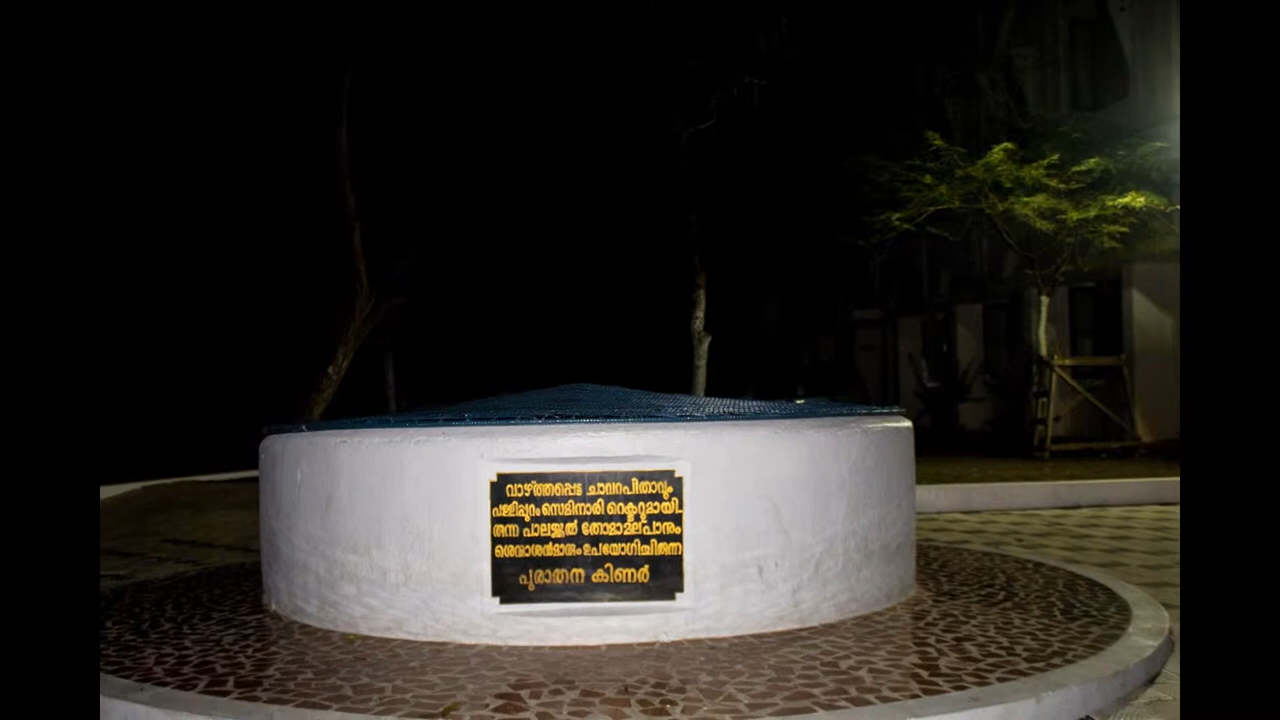 വാഴ്ത്തപ്പെട്ട ചാവറപിതാവും
പള്ളിപ്പുറം സെമിനാരി റെക്ടറുമായി-
രുന്ന പാലയ്ക്കൽ തോമാമല്പാനും
ശെമ്മാശൻമാരും ഉപയോഗിച്ചിരുന്ന
പുരാതന കിണർ